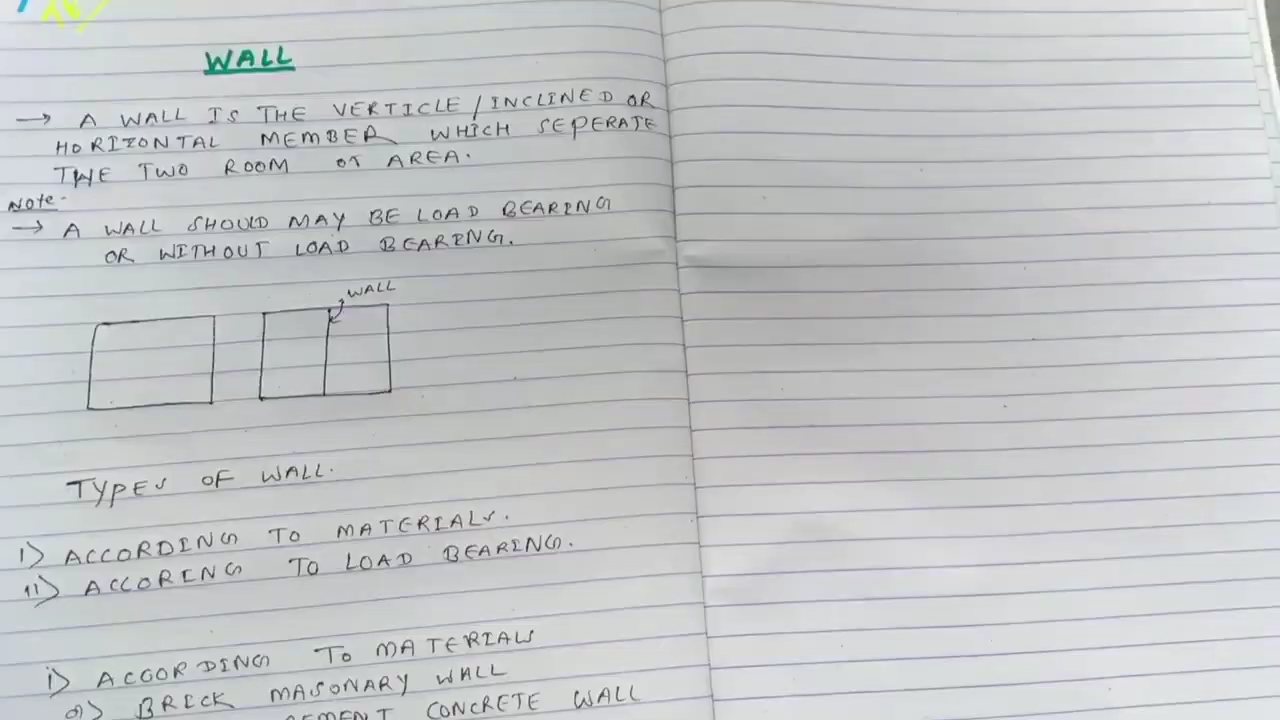 WALL
→ A WALL IS THE VERTICLE / INCLINED OR
HORIZONTAL MEMBER WHICH SEPERATE
THE TWO ROOM OR AREA.
Note-
→ A WALL SHOULD MAY BE LOAD BEARING
OR WITHOUT LOAD BEARING.
WALL
TYPES OF WALL.
i) ACCORDING TO MATERIALS.
ii) ACCORING TO LOAD BEARING.
i) ACCORDING TO MATERIALS
a) BRICK MASONARY WALL
CEMENT CONCRETE WALL